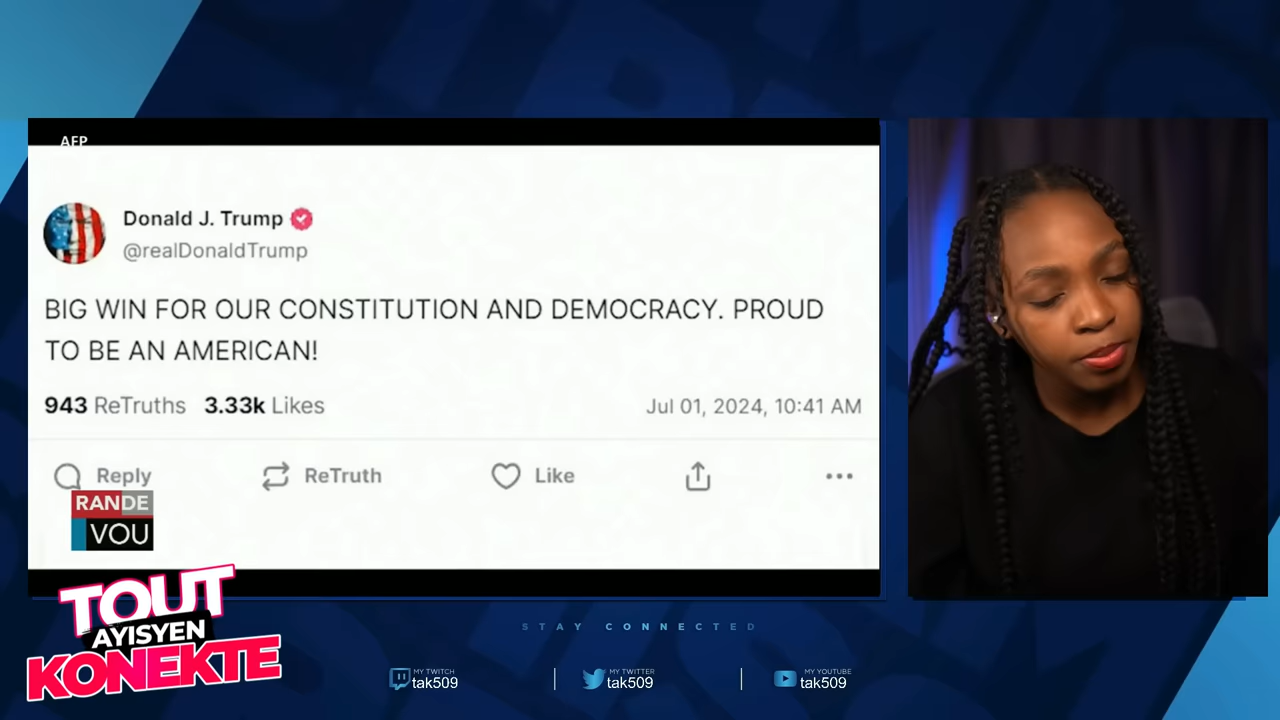 AFP
Donald J. Trump
@realDonaldTrump
BIG WIN FOR OUR CONSTITUTION AND DEMOCRACY. PROUD
TO BE AN AMERICAN!
943 ReTruths 3.33k Likes
Jul 01, 2024, 10:41 AM
Reply ReTruth Like
RANDE
VOU
TOUT
AYISYEN
KONEKTE
STAY CONNECTED
MY TWITCH
tak509
MY TWITTER
tak509
MY YOUTUBE
tak509